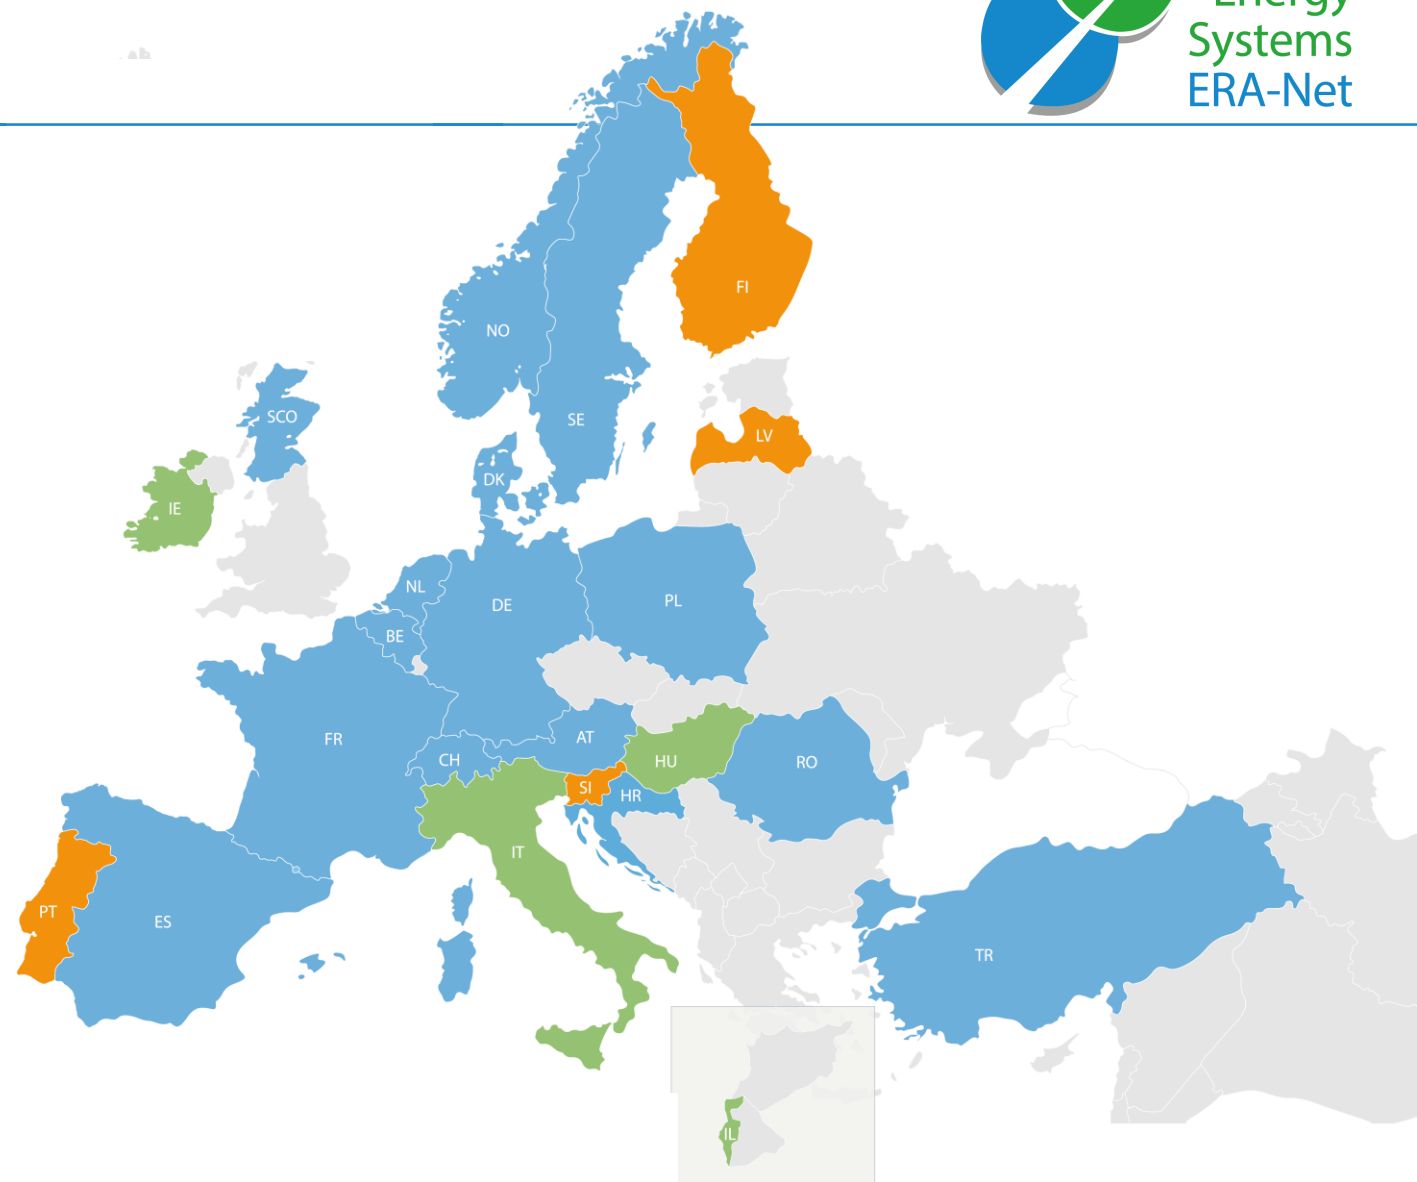 Energy
Systems
ERA-Net
FI
NO
SCO
SE
LV
DK
IE
NL
DE
PL
BE
FR
AT
CH
HU
RO
SI
HR
IT
PT
ES
TR
IL